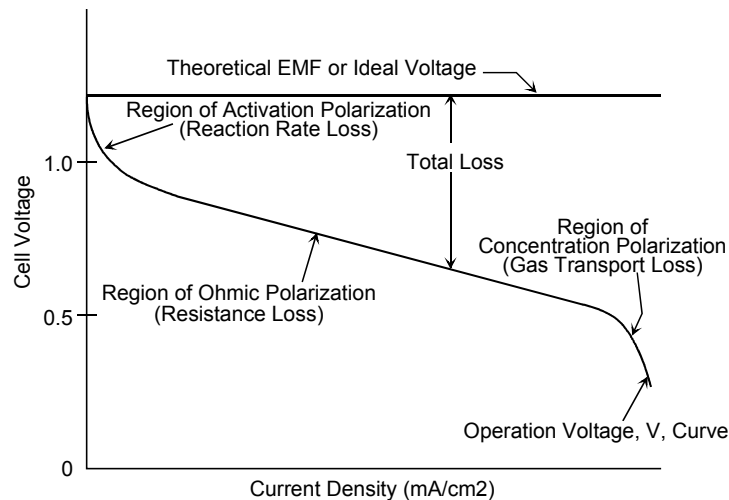 Theoretical EMF or Ideal Voltage
Region of Activation Polarization
(Reaction Rate Loss)
Total Loss
1.0
Region of
Concentration Polarization
(Gas Transport Loss)
Cell Voltage
Region of Ohmic Polarization
(Resistance Loss)
0.5
Operation Voltage, V, Curve
0
Current Density (mA/cm2)